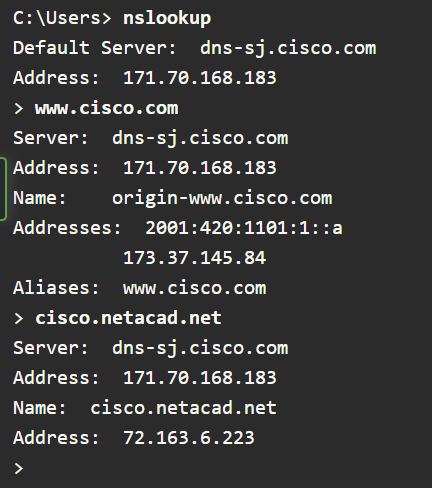 C:\Users> nslookup
Default Server:  dns-sj.cisco.com
Address:  171.70.168.183
> www.cisco.com
Server:  dns-sj.cisco.com
Address:  171.70.168.183
Name:    origin-www.cisco.com
Addresses:  2001:420:1101:1::a
          173.37.145.84
Aliases:  www.cisco.com
> cisco.netacad.net
Server:  dns-sj.cisco.com
Address:  171.70.168.183
Name:  cisco.netacad.net
Address:  72.163.6.223
>